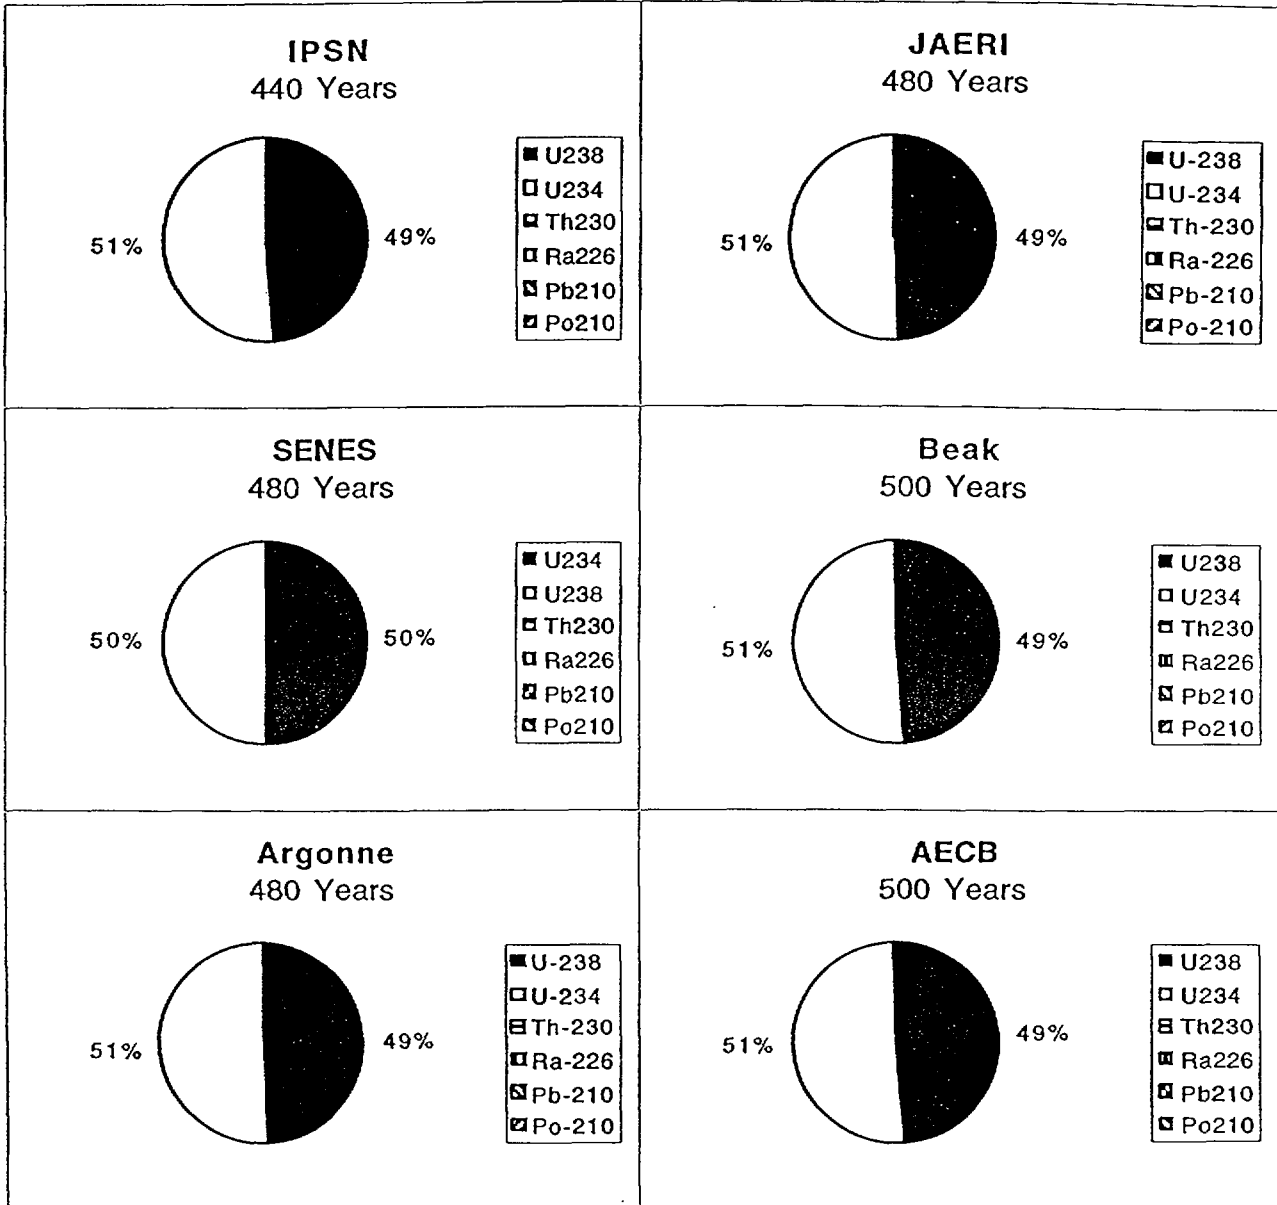 IPSN
440 Years
51%
49%
U238
U234
Th230
Ra226
Pb210
Po210
JAERI
480 Years
51%
49%
U-238
U-234
Th-230
Ra-226
Pb-210
Po-210
SENES
480 Years
50%
50%
U234
U238
Th230
Ra226
Pb210
Po210
Beak
500 Years
51%
49%
U238
U234
Th230
Ra226
Pb210
Po210
Argonne
480 Years
51%
49%
U-238
U-234
Th-230
Ra-226
Pb-210
Po-210
AECB
500 Years
51%
49%
U238
U234
Th230
Ra226
Pb210
Po210